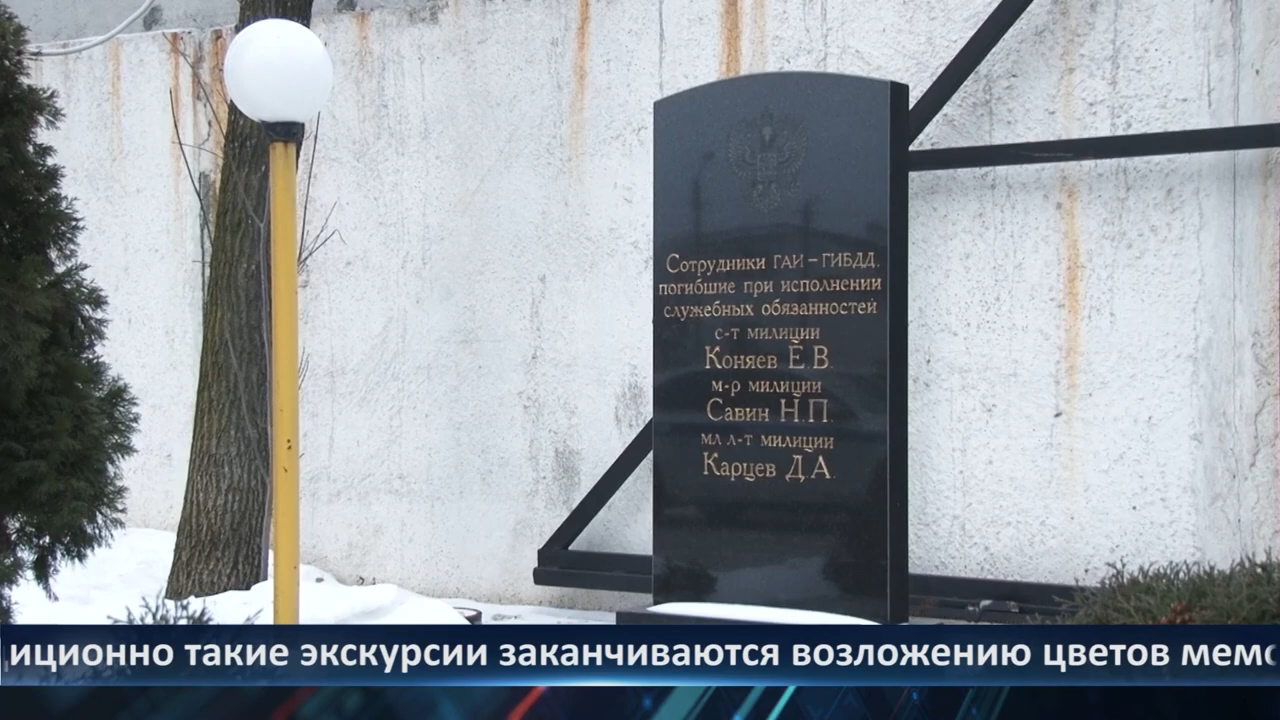 Сотрудники ГАИ – ГИБДД,
погибшие при исполнении
служебных обязанностей
с-т милиции
Коняев Ё.В.
м-р милиции
Савин Н.П.
мл л-т милиции
Карцев Д.А.
иционно такие экскурсии заканчиваются возложению цветов мем